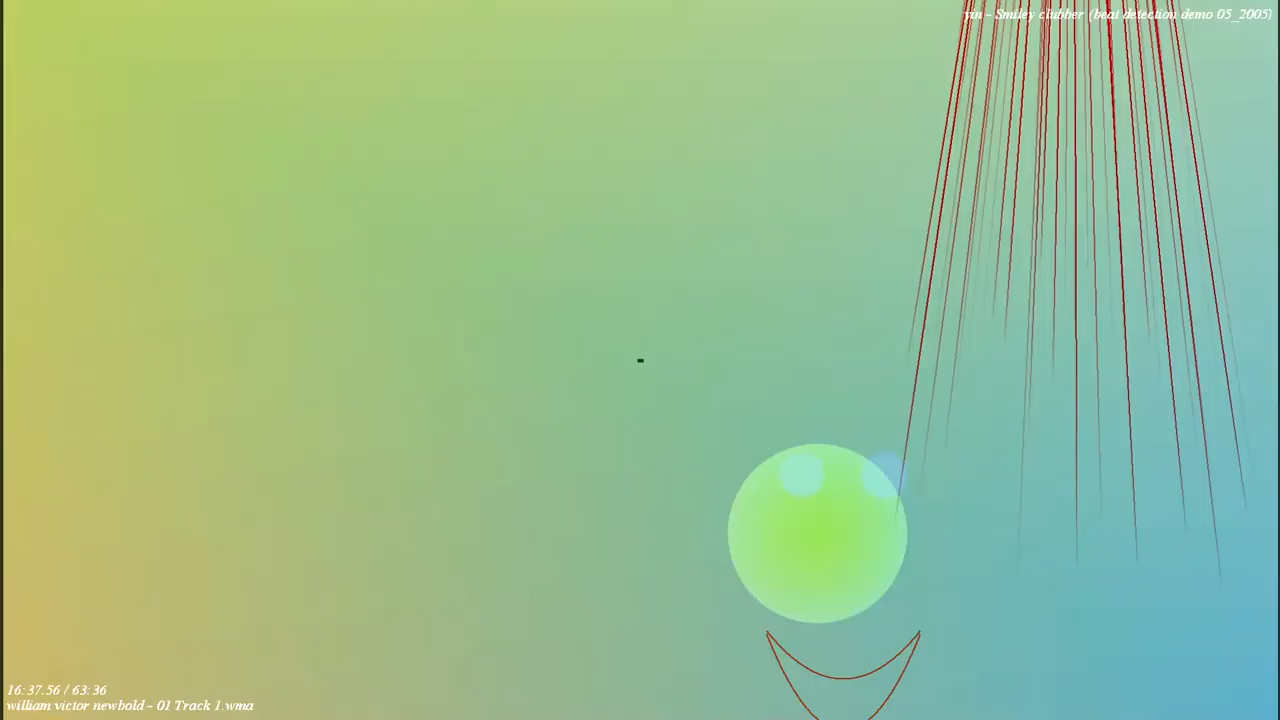 yin - Smiley clubber (beat detection demo 05_2005)
16:37.56 / 63:36
william victor newbold - 01 Track 1.wma